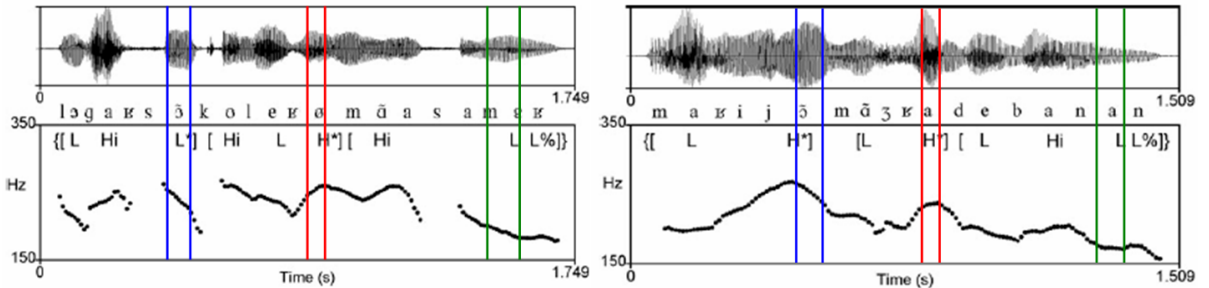 0 1.749
l ɔ g a ʁ s ɔ̃ k o l e ʁ ø m ɑ̃ a s a m ɛ ʁ
350
{[ L Hi L*] [ Hi L H*] [ Hi L L%]}
Hz
150
0 Time (s) 1.749
0 1.509
m a ʁ i j ɔ̃ m ɑ̃ ʒ ʁ a d e b a n a n
350
{[ L H*] [L H*] [ L Hi L L%]}
Hz
150
0 Time (s) 1.509